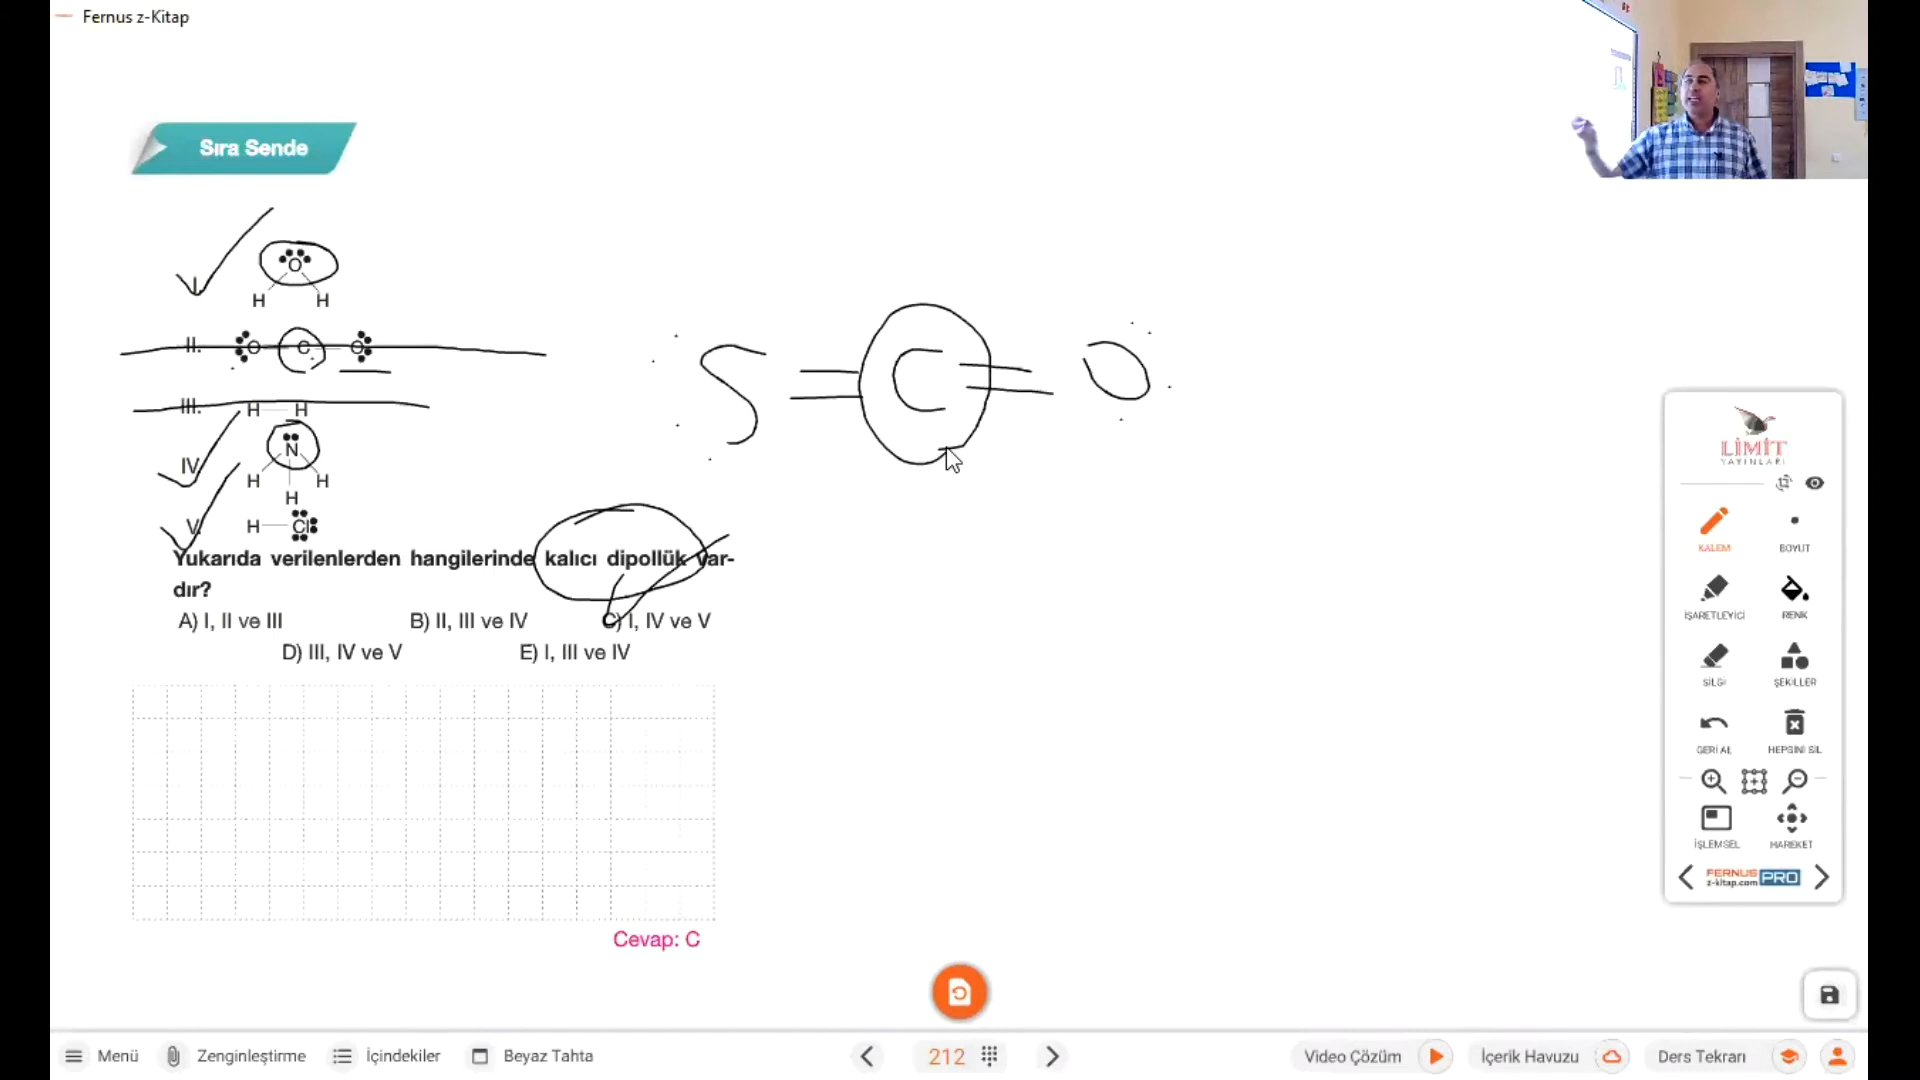 Fernus z-Kitap
Sıra Sende
I. O
H H
II. O C O
S = C = O
III. H H
IV. N
H H
H
V. H Cl
Yukarıda verilenlerden hangilerinde kalıcı dipollük var-
dır?
A) I, II ve III B) II, III ve IV C) I, IV ve V
D) III, IV ve V E) I, III ve IV
Cevap: C
LİMİT
YAYINLARI
KALEM BOYUT
İŞARETLEYİCİ RENK
SİLGİ ŞEKİLLER
GERİ AL HEPSİNİ SİL
İŞLEMSEL HAREKET
FERNUS PRO
z-kitap.com
Menü Zenginleştirme İçindekiler Beyaz Tahta 212 Video Çözüm İçerik Havuzu Ders Tekrarı